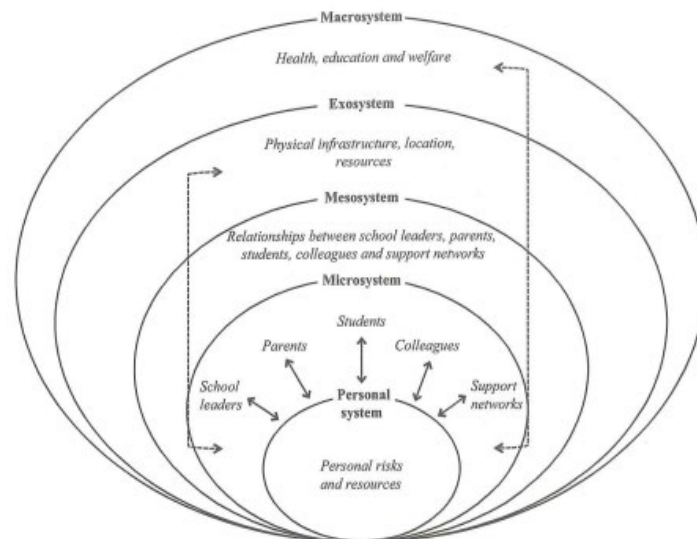 Macrosystem
Health, education and welfare
Exosystem
Physical infrastructure, location,
resources
Mesosystem
Relationships between school leaders, parents,
students, colleagues and support networks
Microsystem
Students
Parents
Colleagues
School
leaders
Personal
system
Support
networks
Personal risks
and resources